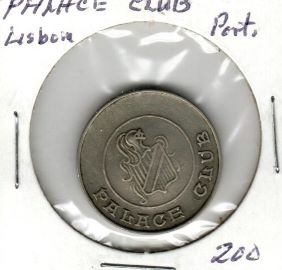 PALACE CLUB
Lisbon Port.
PALACE CLUB
200